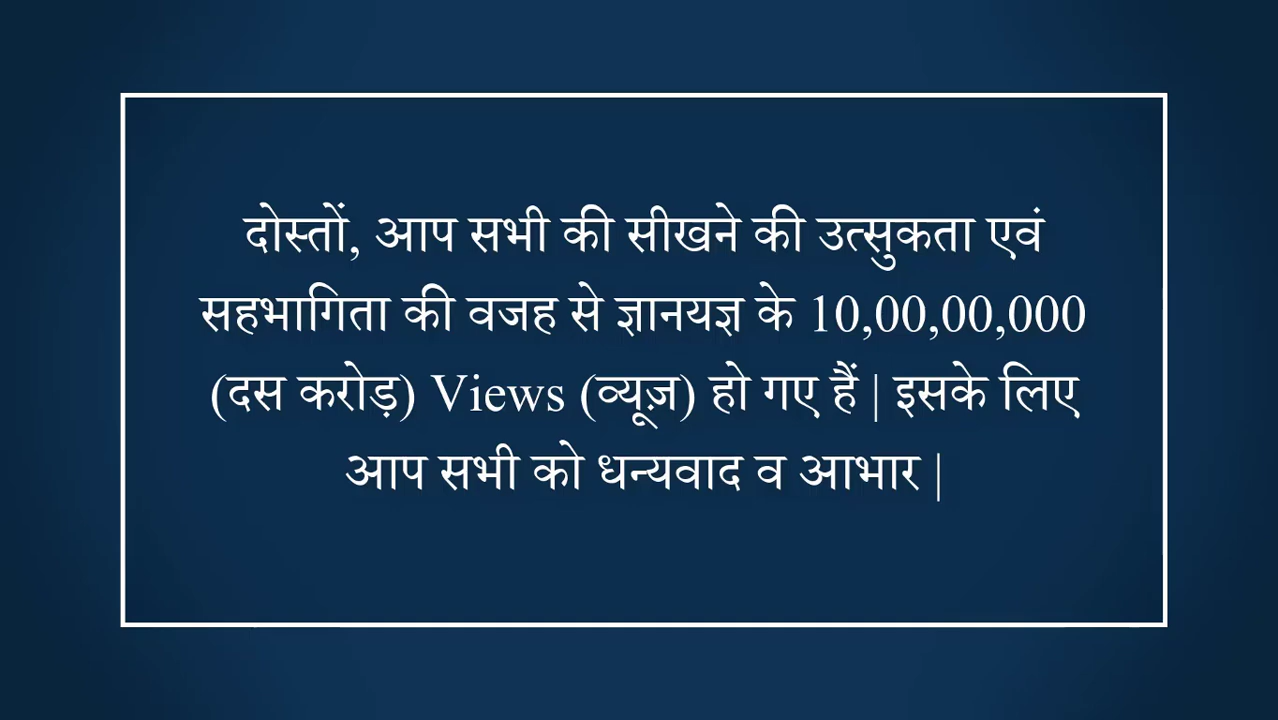 दोस्तों, आप सभी की सीखने की उत्सुकता एवं
सहभागिता की वजह से ज्ञानयज्ञ के 10,00,00,000
(दस करोड़) Views (व्यूज़) हो गए हैं | इसके लिए
आप सभी को धन्यवाद व आभार |